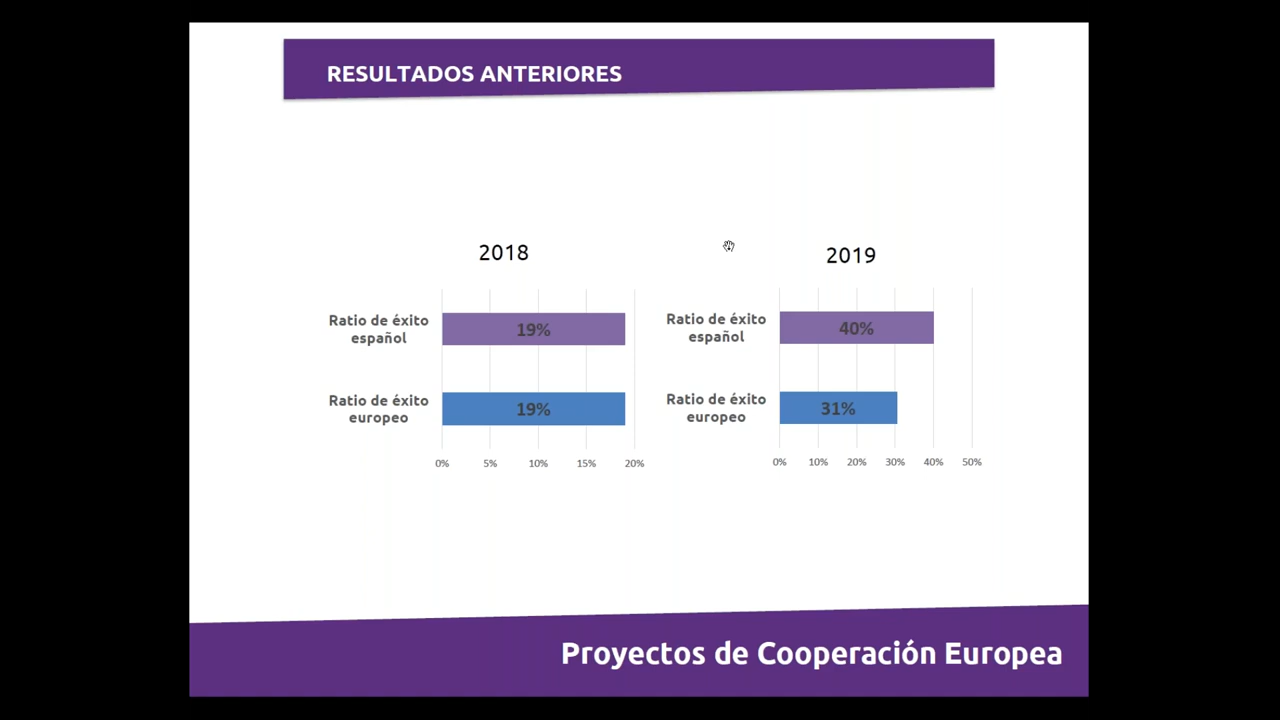 RESULTADOS ANTERIORES
2018
Ratio de éxito
español
19%
Ratio de éxito
europeo
19%
0% 5% 10% 15% 20%
2019
Ratio de éxito
español
40%
Ratio de éxito
europeo
31%
0% 10% 20% 30% 40% 50%
Proyectos de Cooperación Europea